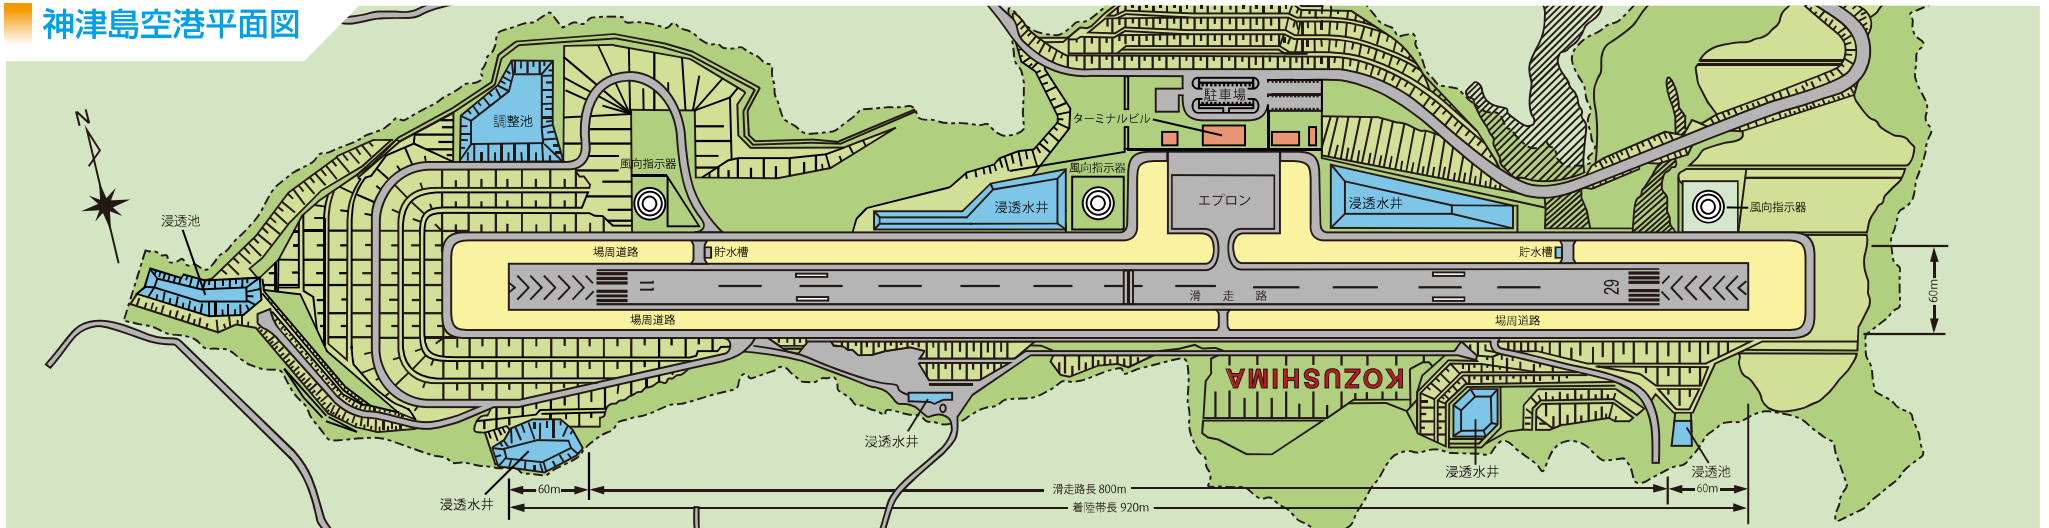 神津島空港平面図
N
駐車場
調整池
ターミナルビル
風向指示器
風向指示器
浸透池
浸透水井
エプロン
浸透水井
風向指示器
場周道路
貯水槽
貯水槽
場周道路
11
滑走路
29
60m
場周道路
場周道路
KOZUSHIMA
浸透水井
浸透水井
浸透池
浸透水井
60m
滑走路長 800m
60m
着陸帯長 920m